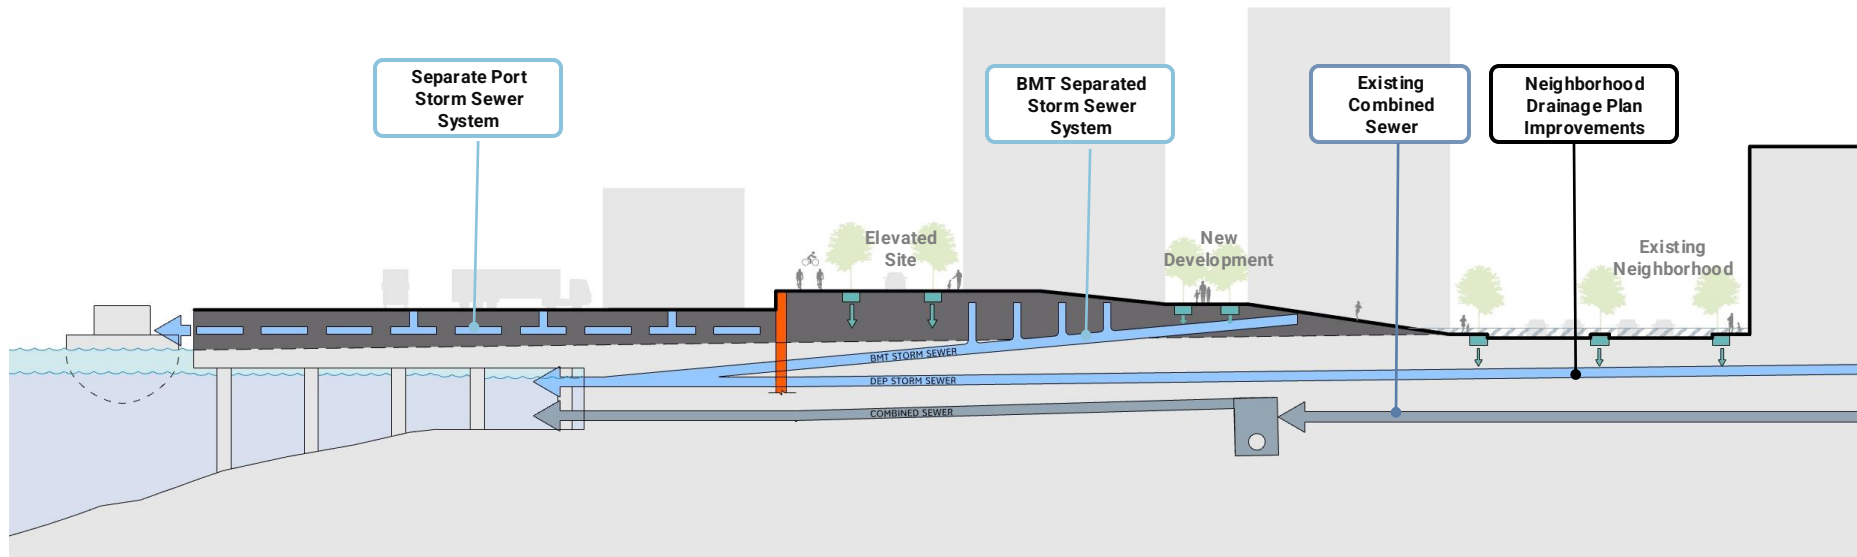 Separate Port
Storm Sewer
System
BMT Separated
Storm Sewer
System
Existing
Combined
Sewer
Neighborhood
Drainage Plan
Improvements
Elevated
Site
New
Development
Existing
Neighborhood
BMT STORM SEWER
DEP STORM SEWER
COMBINED SEWER